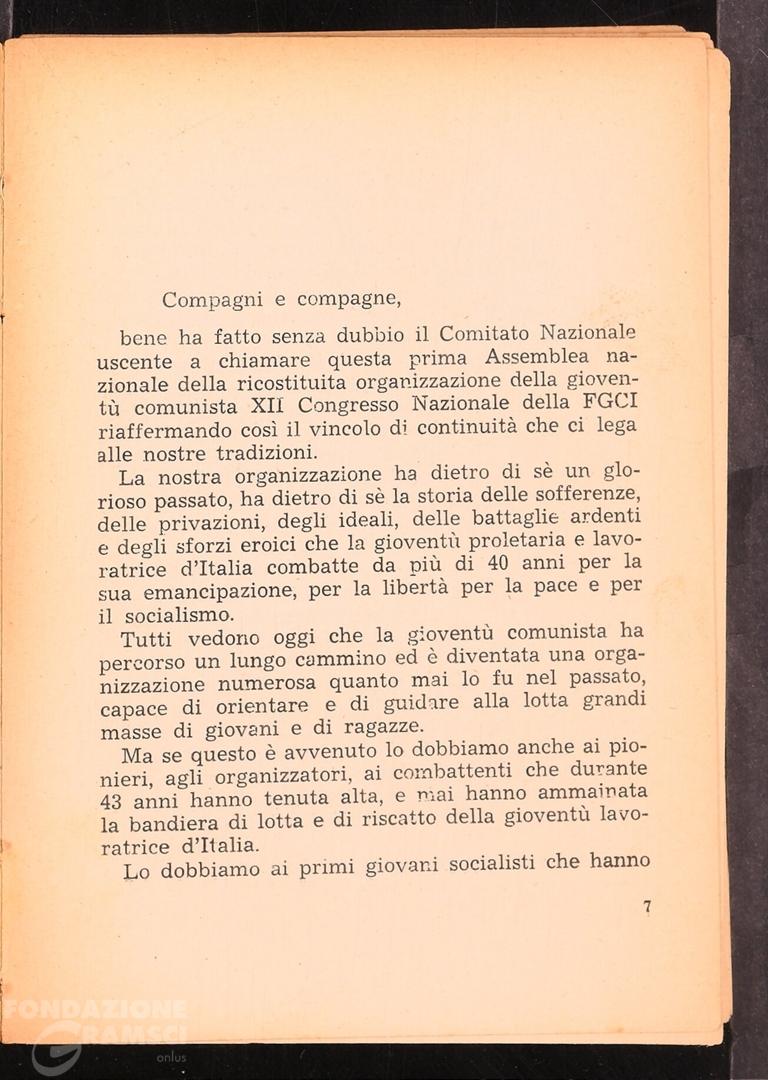 Compagni e compagne,
bene ha fatto senza dubbio il Comitato Nazionale
uscente a chiamare questa prima Assemblea na-
zionale della ricostituita organizzazione della gioven-
tù comunista XII Congresso Nazionale della FGCI
riaffermando così il vincolo di continuità che ci lega
alle nostre tradizioni.
La nostra organizzazione ha dietro di sè un glo-
rioso passato, ha dietro di sè la storia delle sofferenze,
delle privazioni, degli ideali, delle battaglie ardenti
e degli sforzi eroici che la gioventù proletaria e lavo-
ratrice d'Italia combatte da più di 40 anni per la
sua emancipazione, per la libertà per la pace e per
il socialismo.
Tutti vedono oggi che la gioventù comunista ha
percorso un lungo cammino ed è diventata una orga-
nizzazione numerosa quanto mai lo fu nel passato,
capace di orientare e di guidare alla lotta grandi
masse di giovani e di ragazze.
Ma se questo è avvenuto lo dobbiamo anche ai pio-
nieri, agli organizzatori, ai combattenti che durante
43 anni hanno tenuta alta, e mai hanno ammainata
la bandiera di lotta e di riscatto della gioventù lavo-
ratrice d'Italia.
Lo dobbiamo ai primi giovani socialisti che hanno
7
FONDAZIONE
GRAMSCI
onlus